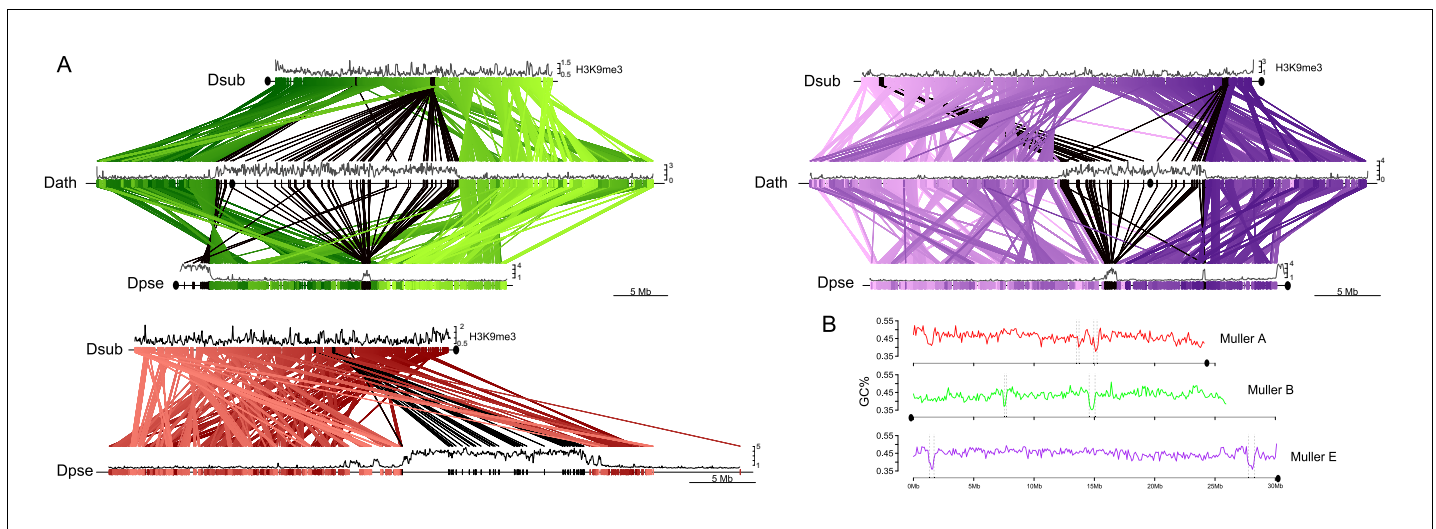 A
Dsub
1.5
0.5
H3K9me3
Dath
3
0
Dpse
4
1
5 Mb
Dsub
3
1
H3K9me3
Dath
4
0
Dpse
4
1
5 Mb
Dsub
2
0.5
H3K9me3
Dpse
5
1
5 Mb
B
GC%
0.55
0.45
0.35
Muller A
0.55
0.45
0.35
Muller B
0.55
0.45
0.35
Muller E
0Mb 5Mb 10Mb 15Mb 20Mb 25Mb 30Mb